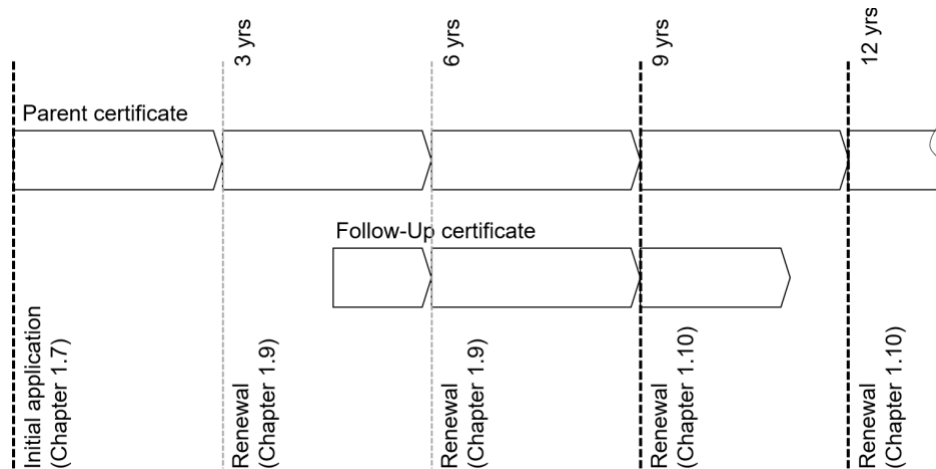 3 yrs
6 yrs
9 yrs
12 yrs
Parent certificate
Follow-Up certificate
Initial application
(Chapter 1.7)
Renewal
(Chapter 1.9)
Renewal
(Chapter 1.9)
Renewal
(Chapter 1.10)
Renewal
(Chapter 1.10)